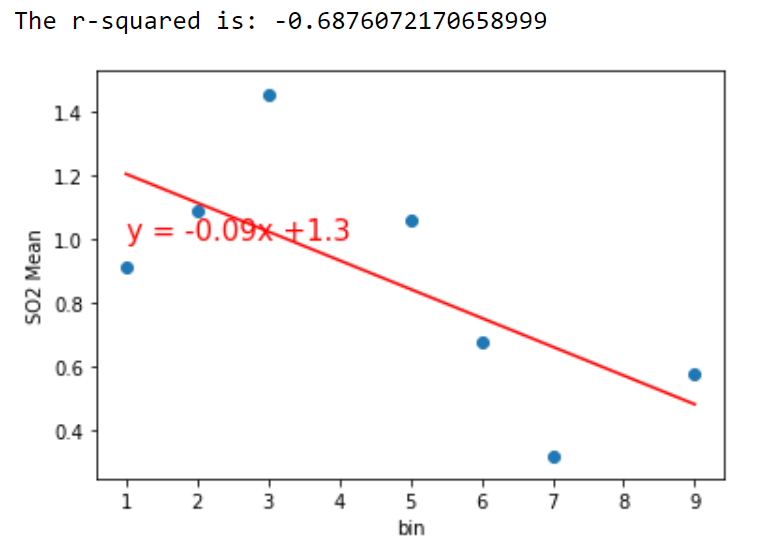 The r-squared is: -0.6876072170658999
1.4
1.2
1.0
0.8
0.6
0.4
SO2 Mean
y = -0.09x +1.3
1 2 3 4 5 6 7 8 9
bin